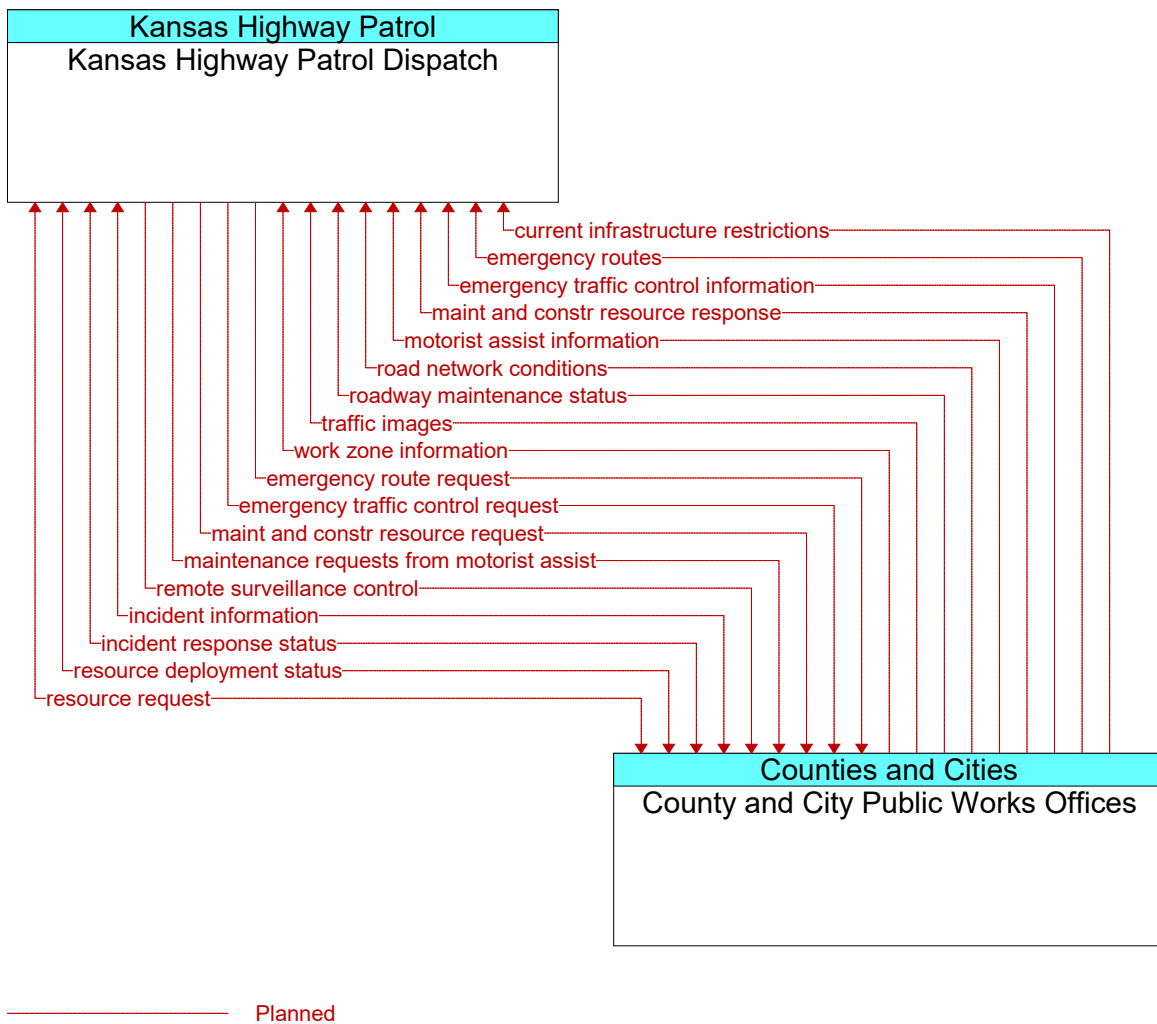 Kansas Highway Patrol
Kansas Highway Patrol Dispatch
current infrastructure restrictions
emergency routes
emergency traffic control information
maint and constr resource response
motorist assist information
road network conditions
roadway maintenance status
traffic images
work zone information
emergency route request
emergency traffic control request
maint and constr resource request
maintenance requests from motorist assist
remote surveillance control
incident information
incident response status
resource deployment status
resource request
Counties and Cities
County and City Public Works Offices
Planned